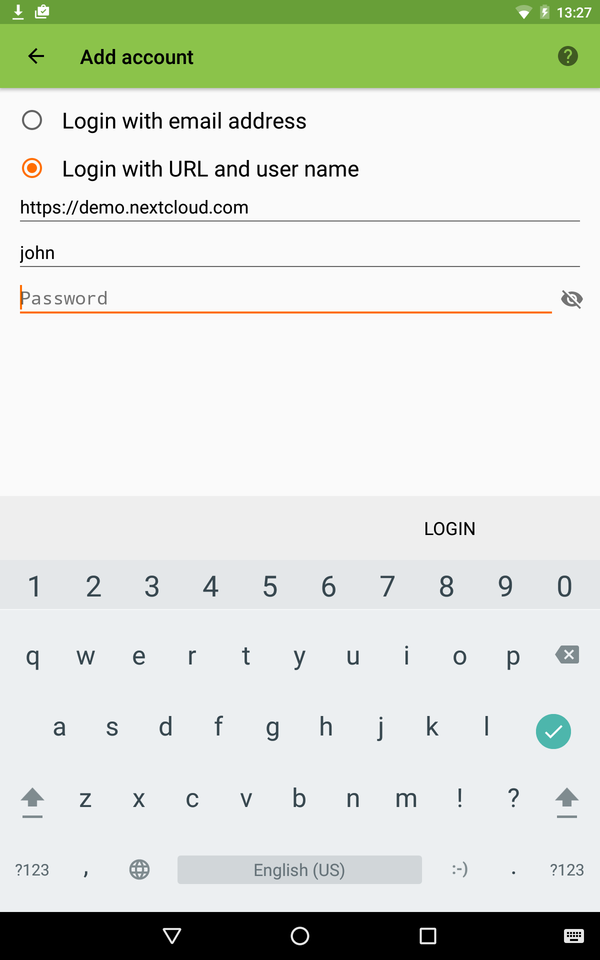 13:27
Add account
Login with email address
Login with URL and user name
https://demo.nextcloud.com
john
Password
LOGIN
1 2 3 4 5 6 7 8 9 0
q w e r t y u i o p
a s d f g h j k l
z x c v b n m ! ?
?123 , English (US) :-) . ?123